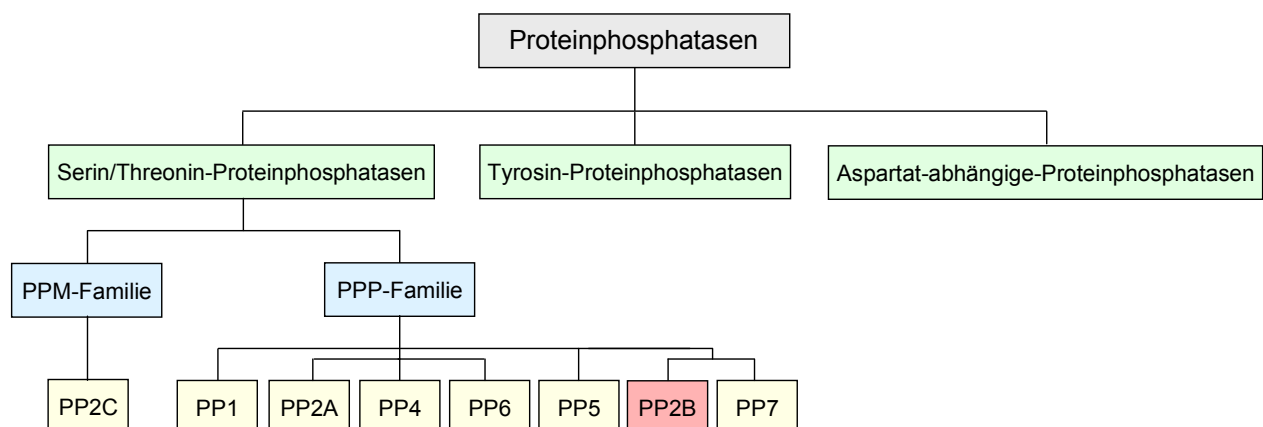 Proteinphosphatasen
Serin/Threonin-Proteinphosphatasen
Tyrosin-Proteinphosphatasen
Aspartat-abhängige-Proteinphosphatasen
PPM-Familie
PPP-Familie
PP2C
PP1
PP2A
PP4
PP6
PP5
PP2B
PP7